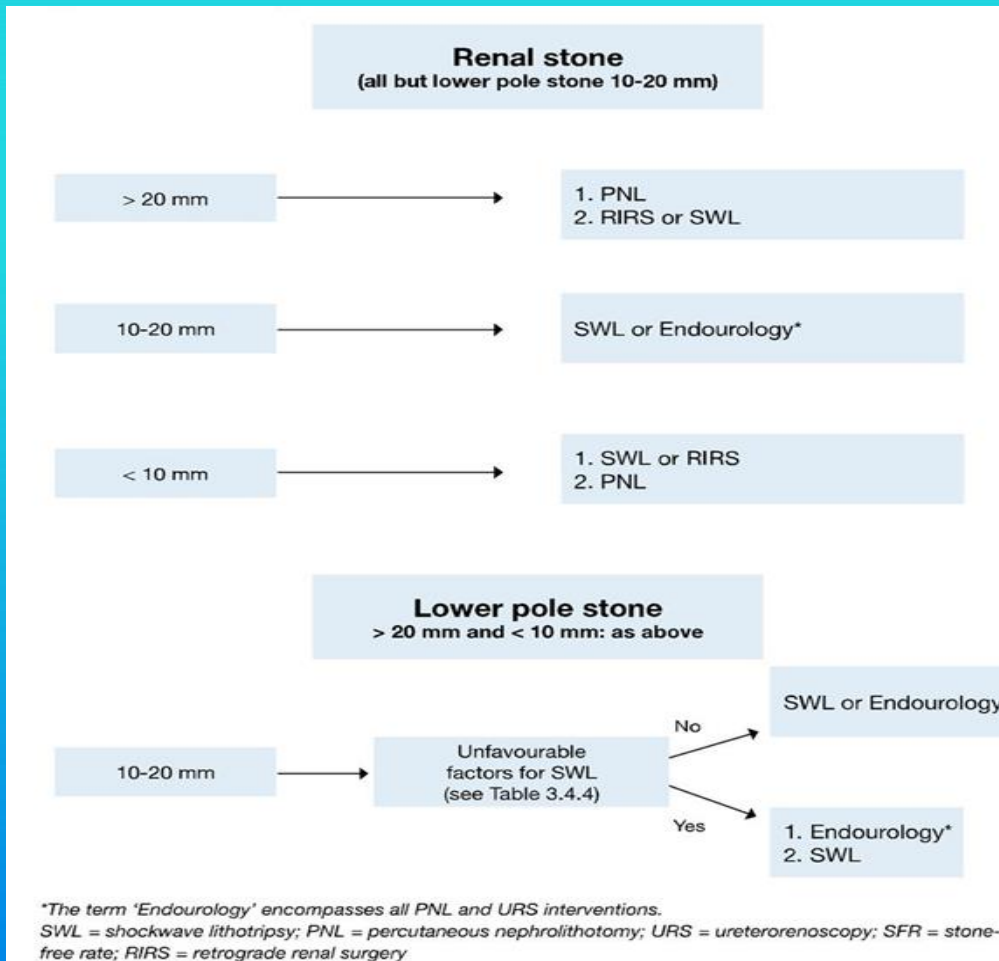 Renal stone
(all but lower pole stone 10-20 mm)
> 20 mm
1. PNL
2. RIRS or SWL
10-20 mm
SWL or Endourology*
< 10 mm
1. SWL or RIRS
2. PNL
Lower pole stone
> 20 mm and < 10 mm: as above
10-20 mm
Unfavourable
factors for SWL
(see Table 3.4.4)
No
SWL or Endourology
Yes
1. Endourology*
2. SWL
*The term 'Endourology' encompasses all PNL and URS interventions.
SWL = shockwave lithotripsy; PNL = percutaneous nephrolithotomy; URS = ureterorenoscopy; SFR = stone-
free rate; RIRS = retrograde renal surgery